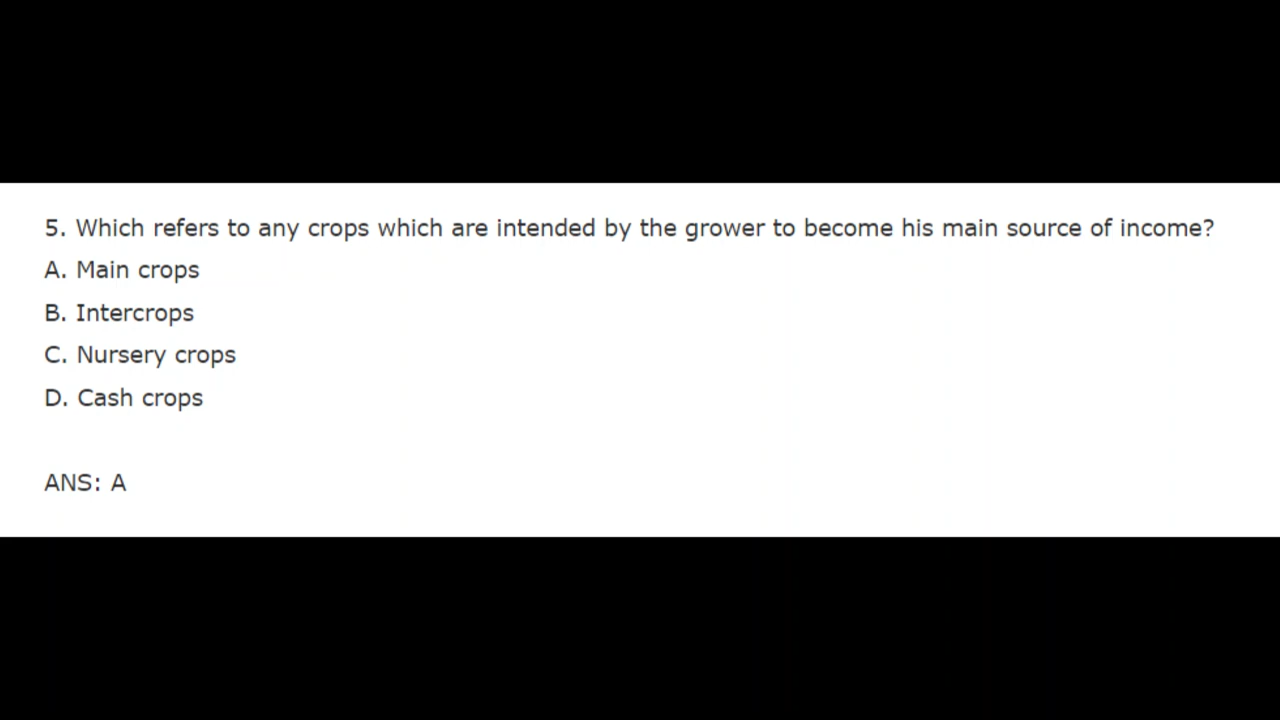 5. Which refers to any crops which are intended by the grower to become his main source of income?
A. Main crops
B. Intercrops
C. Nursery crops
D. Cash crops
ANS: A